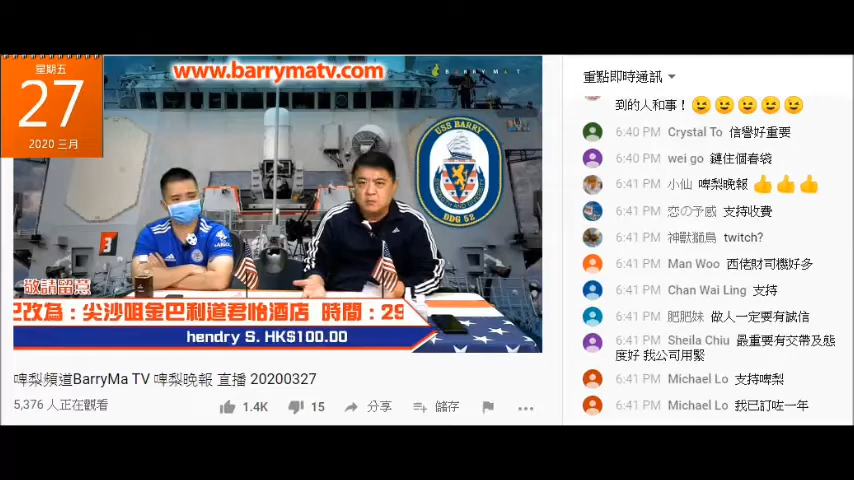 www.barrymatv.com
BARRYMAT
星期五
27
2020 三月
USS BARRY
DDG 52
3
敬請留意
已改為：尖沙咀金巴利道君怡酒店 時間：29
hendry S. HK$100.00
啤梨頻道BarryMa TV 啤梨晚報 直播 20200327
5,376 人正在觀看
1.4K
15
分享
儲存
重點即時通訊
到的人和事！😉😉😉😉😉
6:40 PM Crystal To 信譽好重要
6:40 PM wei go 鏈住個春袋
6:41 PM 小仙 啤梨晚報👍👍👍
6:41 PM 恋の予感 支持收費
6:41 PM 神獸獅鳥 twitch?
6:41 PM Man Woo 西佬財司機好多
6:41 PM Chan Wai Ling 支持
6:41 PM 肥肥妹 做人一定要有誠信
6:41 PM Sheila Chiu 最重要有交帶及態
度好 我公司用緊
6:41 PM Michael Lo 支持啤梨
6:41 PM Michael Lo 我已訂咗一年